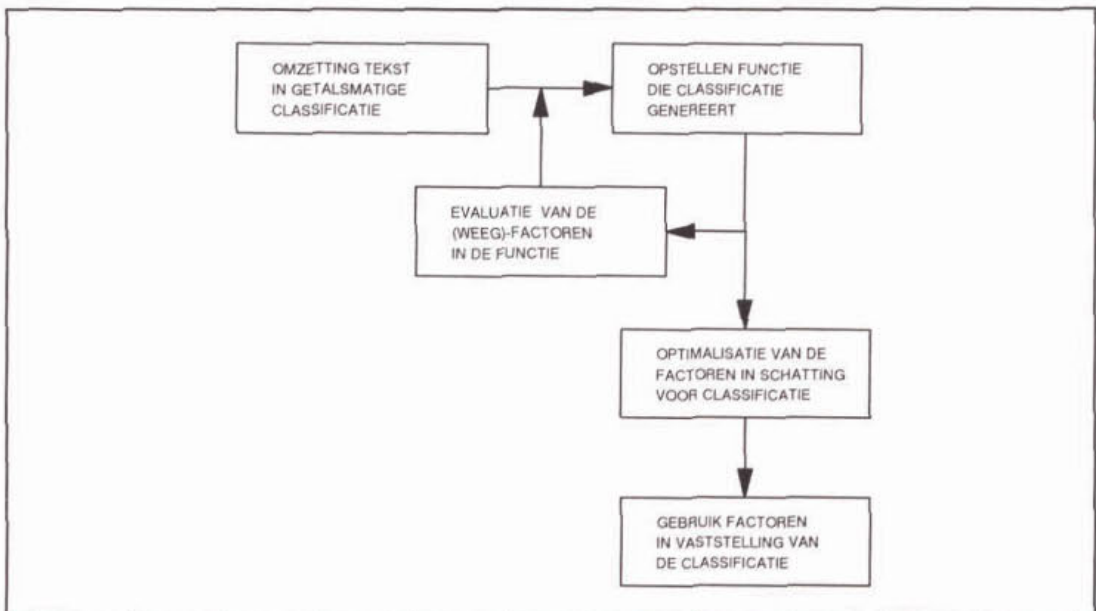 OMZETTING TEKST
IN GETALSMATIGE
CLASSIFICATIE
OPSTELLEN FUNCTIE
DIE CLASSIFICATIE
GENEREERT
EVALUATIE VAN DE
(WEEG)-FACTOREN
IN DE FUNCTIE
OPTIMALISATIE VAN DE
FACTOREN IN SCHATTING
VOOR CLASSIFICATIE
GEBRUIK FACTOREN
IN VASTSTELLING VAN
DE CLASSIFICATIE